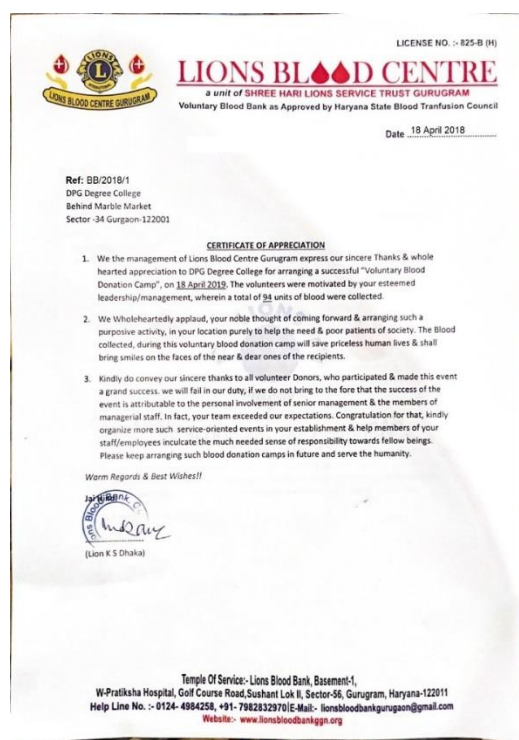 LICENSE NO. :- 825-B (H)
LIONS
INTERNATIONAL
LIONS BLOOD CENTRE GURUGRAM
LIONS BLOOD CENTRE
a unit of SHREE HARI LIONS SERVICE TRUST GURUGRAM
Voluntary Blood Bank as Approved by Haryana State Blood Tranfusion Council
Date 18 April 2018
Ref: BB/2018/1
DPG Degree College
Behind Marble Market
Sector -34 Gurgaon-122001
CERTIFICATE OF APPRECIATION
1. We the management of Lions Blood Centre Gurugram express our sincere Thanks & whole
hearted appreciation to DPG Degree College for arranging a successful "Voluntary Blood
Donation Camp", on 18 April 2019. The volunteers were motivated by your esteemed
leadership/management, wherein a total of 94 units of blood were collected.
2. We Wholeheartedly applaud, your noble thought of coming forward & arranging such a
purposive activity, in your location purely to help the need & poor patients of society. The Blood
collected, during this voluntary blood donation camp will save priceless human lives & shall
bring smiles on the faces of the near & dear ones of the recipients.
3. Kindly do convey our sincere thanks to all volunteer Donors, who participated & made this event
a grand success. we will fail in our duty, if we do not bring to the fore that the success of the
event is attributable to the personal involvement of senior management & the members of
managerial staff. In fact, your team exceeded our expectations. Congratulation for that, kindly
organize more such service-oriented events in your establishment & help members of your
staff/employees inculcate the much needed sense of responsibility towards fellow beings.
Please keep arranging such blood donation camps in future and serve the humanity.
Warm Regards & Best Wishes!!
Jai
(Lion K S Dhaka)
Temple Of Service:- Lions Blood Bank, Basement-1,
W-Pratiksha Hospital, Golf Course Road,Sushant Lok II, Sector-56, Gurugram, Haryana-122011
Help Line No. :- 0124- 4984258, +91- 7982832970|E-Mail:- lionsbloodbankgurugaon@gmail.com
Website:- www.lionsbloodbankggn.org